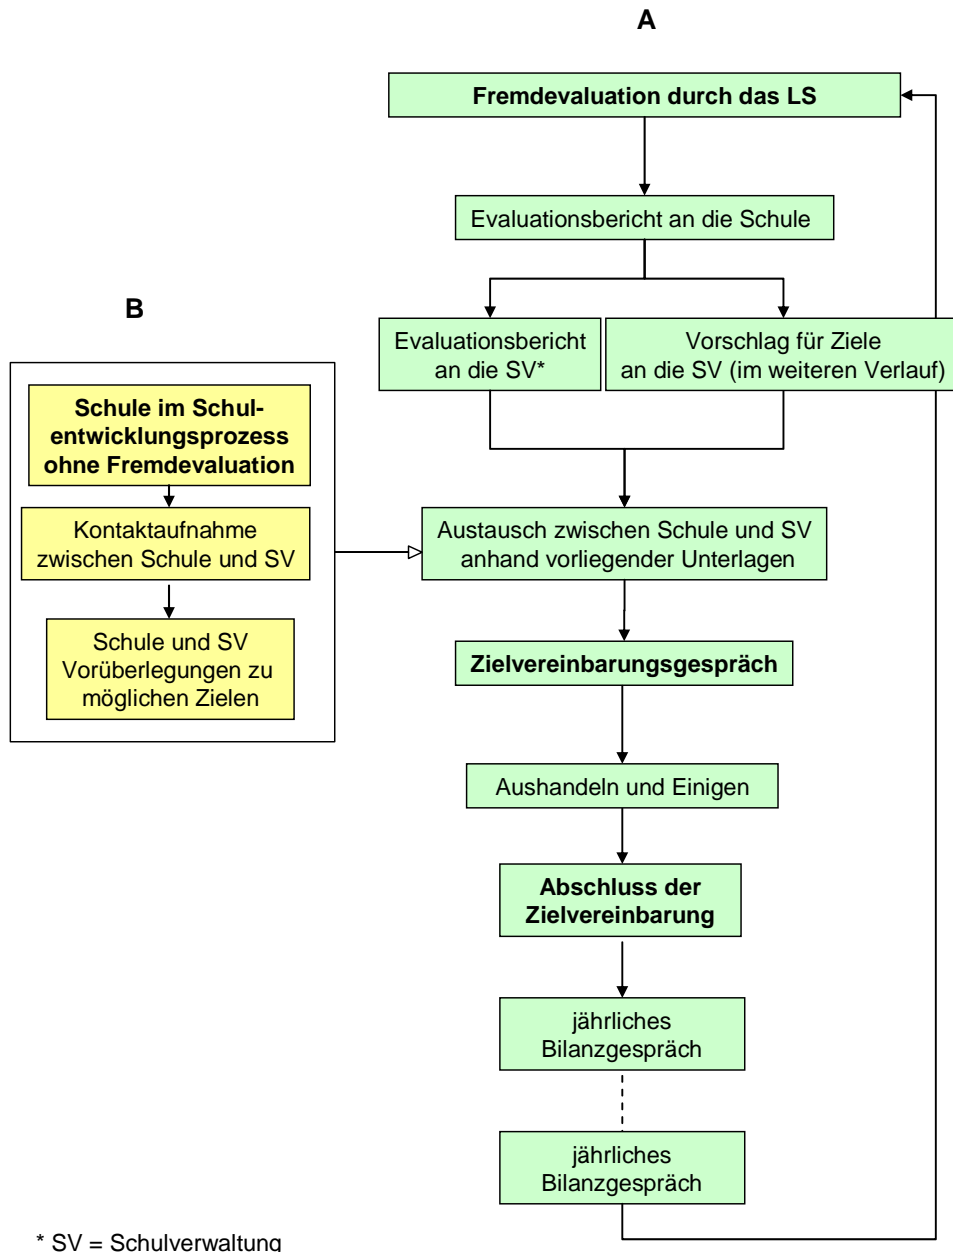 A
Fremdevaluation durch das LS
Evaluationsbericht an die Schule
Evaluationsbericht
an die SV*
Vorschlag für Ziele
an die SV (im weiteren Verlauf)
B
Schule im Schul-
entwicklungsprozess
ohne Fremdevaluation
Kontaktaufnahme
zwischen Schule und SV
Schule und SV
Vorüberlegungen zu
möglichen Zielen
Austausch zwischen Schule und SV
anhand vorliegender Unterlagen
Zielvereinbarungsgespräch
Aushandeln und Einigen
Abschluss der
Zielvereinbarung
jährliches
Bilanzgespräch
jährliches
Bilanzgespräch
* SV = Schulverwaltung